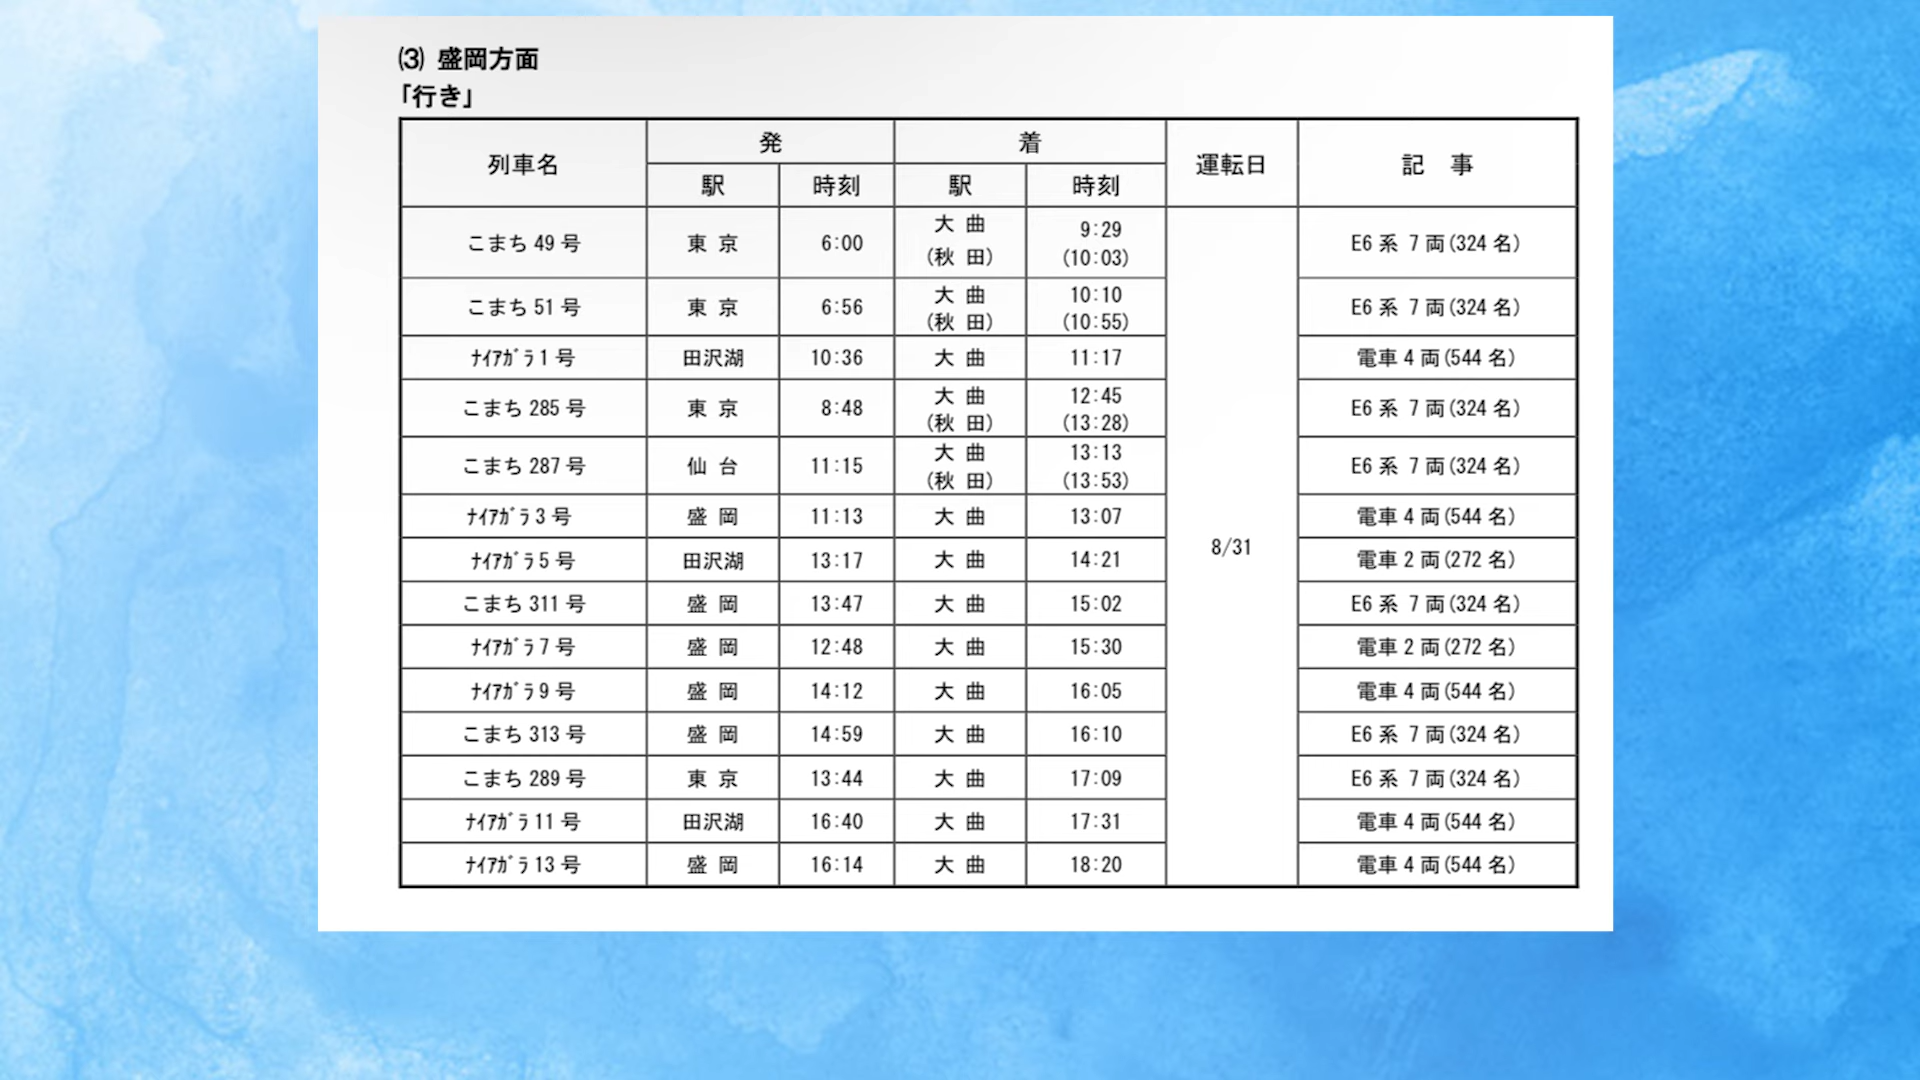 ⑶ 盛岡方面
「行き」
列車名 発 着 運転日 記 事
駅 時刻 駅 時刻
こまち 49 号 東 京 6:00 大 曲 9:29 E6 系 7 両(324 名)
(秋 田) (10:03)
こまち 51 号 東 京 6:56 大 曲 10:10 E6 系 7 両(324 名)
(秋 田) (10:55)
ﾅｲｱｶﾞﾗ 1 号 田沢湖 10:36 大 曲 11:17 電車 4 両(544 名)
こまち 285 号 東 京 8:48 大 曲 12:45 E6 系 7 両(324 名)
(秋 田) (13:28)
こまち 287 号 仙 台 11:15 大 曲 13:13 E6 系 7 両(324 名)
(秋 田) (13:53)
ﾅｲｱｶﾞﾗ 3 号 盛 岡 11:13 大 曲 13:07 電車 4 両(544 名)
ﾅｲｱｶﾞﾗ 5 号 田沢湖 13:17 大 曲 14:21 8/31 電車 2 両(272 名)
こまち 311 号 盛 岡 13:47 大 曲 15:02 E6 系 7 両(324 名)
ﾅｲｱｶﾞﾗ 7 号 盛 岡 12:48 大 曲 15:30 電車 2 両(272 名)
ﾅｲｱｶﾞﾗ 9 号 盛 岡 14:12 大 曲 16:05 電車 4 両(544 名)
こまち 313 号 盛 岡 14:59 大 曲 16:10 E6 系 7 両(324 名)
こまち 289 号 東 京 13:44 大 曲 17:09 E6 系 7 両(324 名)
ﾅｲｱｶﾞﾗ 11 号 田沢湖 16:40 大 曲 17:31 電車 4 両(544 名)
ﾅｲｱｶﾞﾗ 13 号 盛 岡 16:14 大 曲 18:20 電車 4 両(544 名)